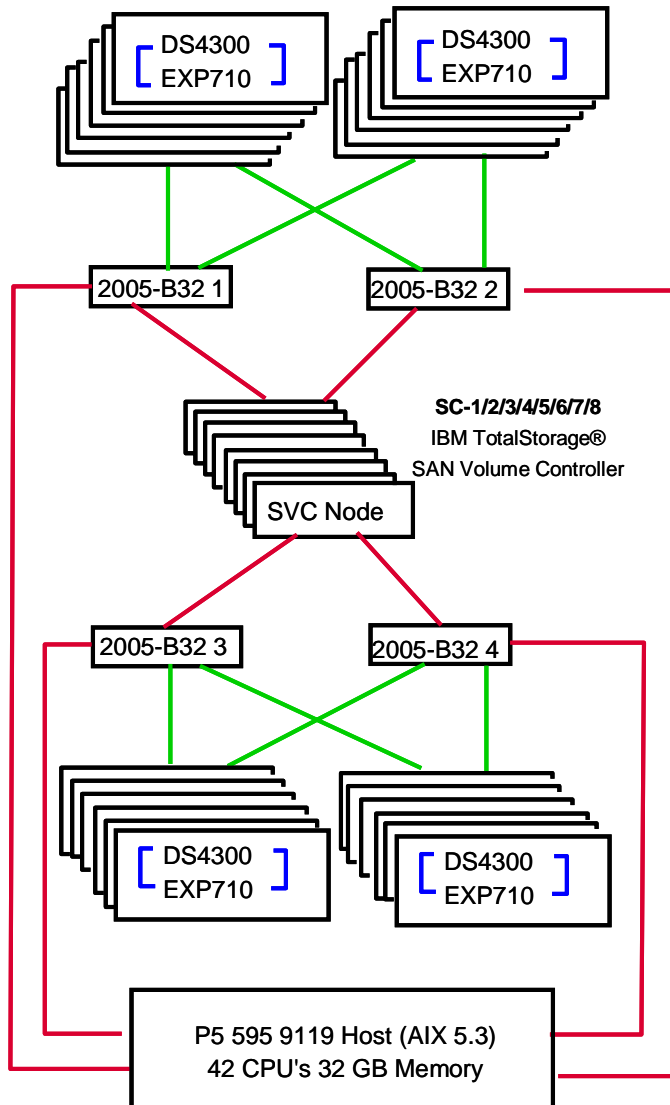 DS4300
EXP710
DS4300
EXP710
2005-B32 1
2005-B32 2
SC-1/2/3/4/5/6/7/8
IBM TotalStorage®
SAN Volume Controller
SVC Node
2005-B32 3
2005-B32 4
DS4300
EXP710
DS4300
EXP710
P5 595 9119 Host (AIX 5.3)
42 CPU's 32 GB Memory